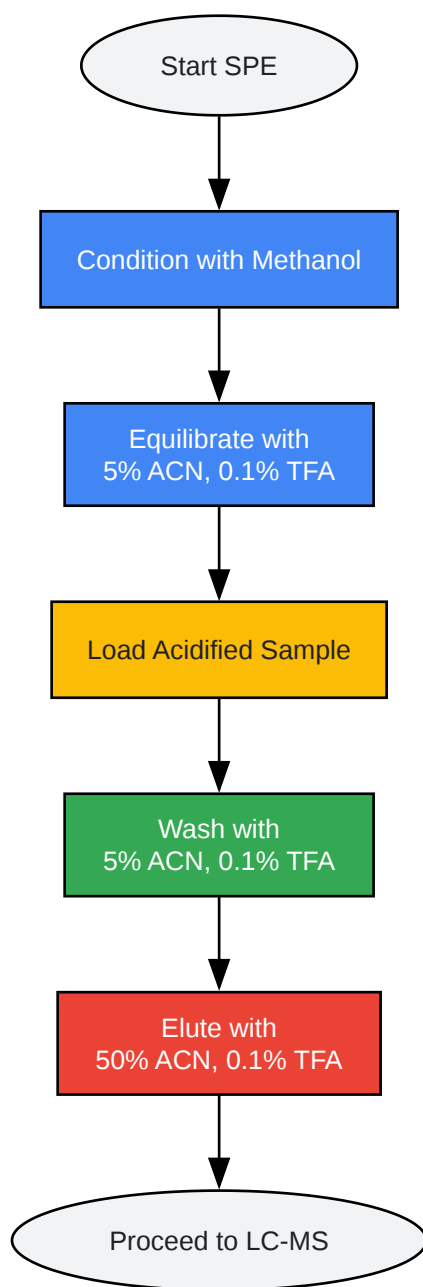 Start SPE
Condition with Methanol
Equilibrate with
5% ACN, 0.1% TFA
Load Acidified Sample
Wash with
5% ACN, 0.1% TFA
Elute with
50% ACN, 0.1% TFA
Proceed to LC-MS